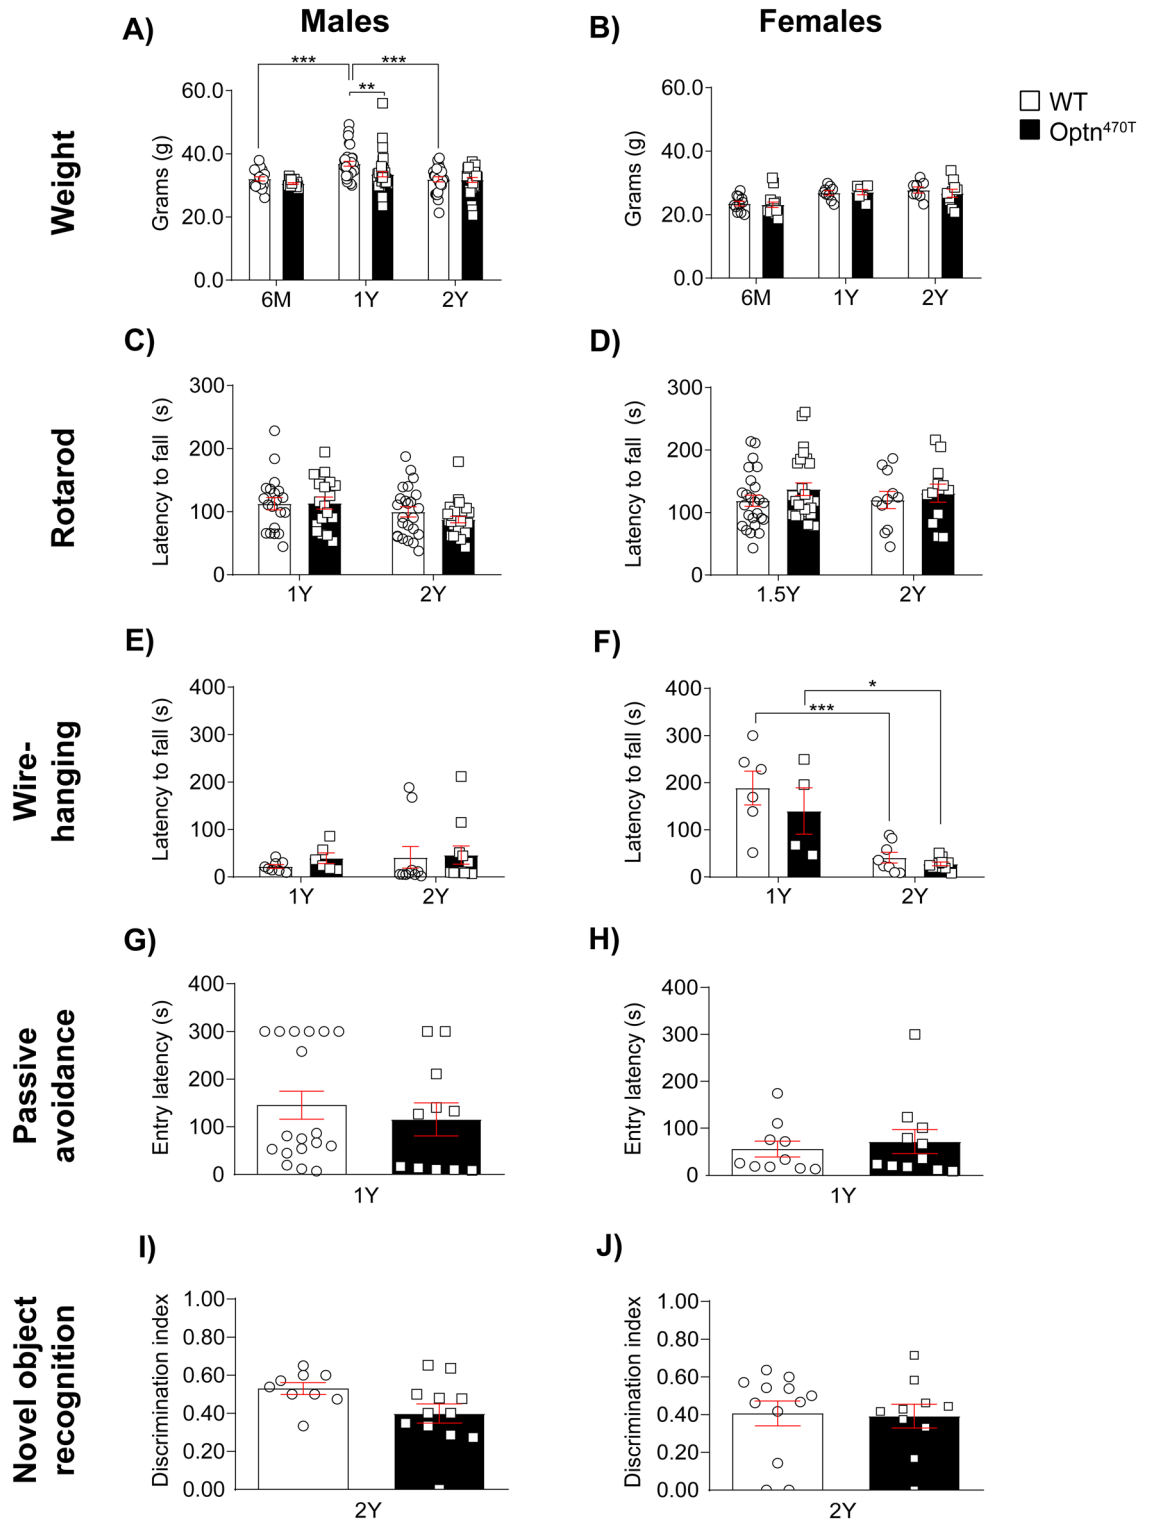 Males
Females
A)
B)
WT
Optn470T
Weight
Grams (g)
60.0
40.0
20.0
0.0
***
***
**
6M
1Y
2Y
Grams (g)
60.0
40.0
20.0
0.0
6M
1Y
2Y
C)
D)
Rotarod
Latency to fall (s)
300
200
100
0
1Y
2Y
Latency to fall (s)
300
200
100
0
1.5Y
2Y
E)
F)
Wire-
hanging
Latency to fall (s)
400
300
200
100
0
1Y
2Y
Latency to fall (s)
400
300
200
100
0
*
***
1Y
2Y
G)
H)
Passive
avoidance
Entry latency (s)
400
300
200
100
0
1Y
Entry latency (s)
400
300
200
100
0
1Y
I)
J)
Novel object
recognition
Discrimination index
1.00
0.80
0.60
0.40
0.20
0.00
2Y
Discrimination index
1.00
0.80
0.60
0.40
0.20
0.00
2Y